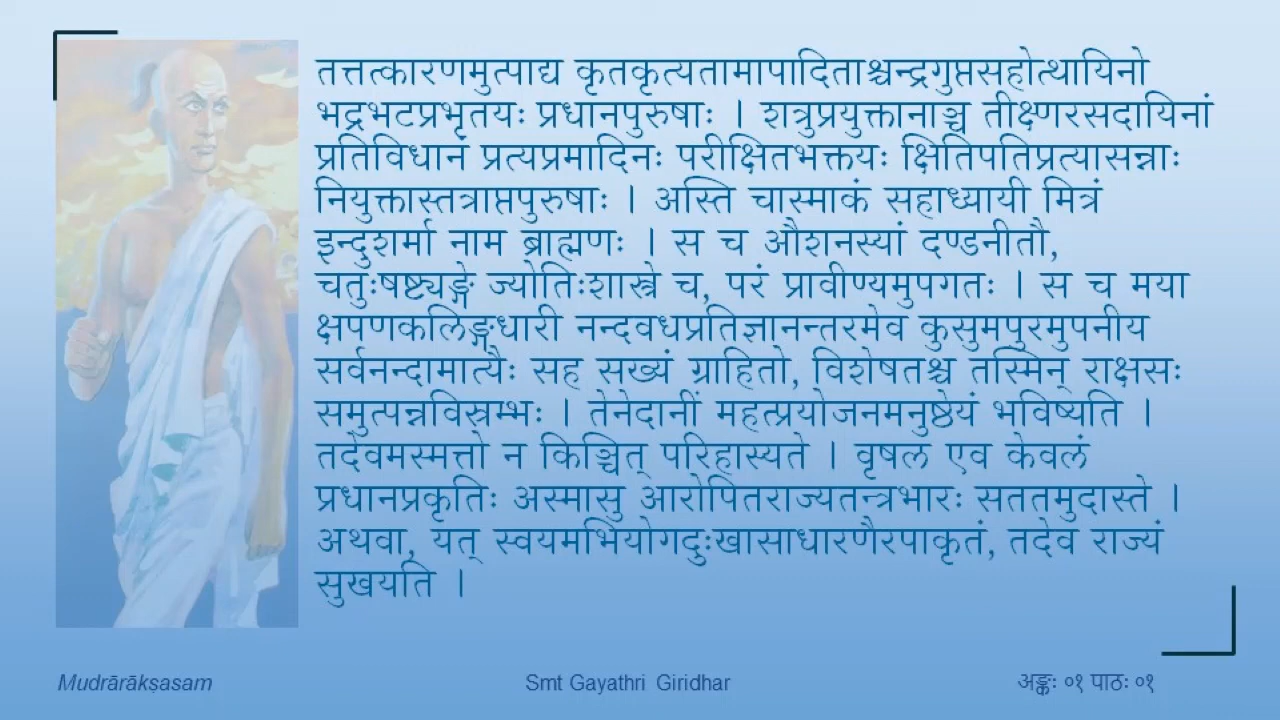 तत्तत्कारणमुत्पाद्य कृतकृत्यतामापादिताश्चन्द्रगुप्तसहोत्थायिनो
भद्रभटप्रभृतयः प्रधानपुरुषाः । शत्रुप्रयुक्तानाञ्च तीक्ष्णरसदायिनां
प्रतिविधानं प्रत्यप्रमादिनः परीक्षितभक्तयः क्षितिपतिप्रत्यासन्नाः
नियुक्तास्तत्राप्तपुरुषाः । अस्ति चास्माकं सहाध्यायी मित्रं
इन्दुशर्मा नाम ब्राह्मणः । स च औशनस्यां दण्डनीतौ,
चतुःषष्ट्यङ्गे ज्योतिःशास्त्रे च, परं प्रावीण्यमुपगतः । स च मया
क्षपणकलिङ्गधारी नन्दवधप्रतिज्ञानन्तरमेव कुसुमपुरमुपनीय
सर्वनन्दामात्यैः सह सख्यं ग्राहितो, विशेषतश्च तस्मिन् राक्षसः
समुत्पन्नविस्रम्भः । तेनेदानीं महत्प्रयोजनमनुष्ठेयं भविष्यति ।
तदेवमस्मत्तो न किञ्चित् परिहास्यते । वृषल एव केवलं
प्रधानप्रकृतिः अस्मासु आरोपितराज्यतन्त्रभारः सततमुदास्ते ।
अथवा, यत् स्वयमभियोगदुःखासाधारणैरपाकृतं, तदेव राज्यं
सुखयति ।
Mudrārākṣasam
Smt Gayathri Giridhar
अङ्कः ०१ पाठः ०१